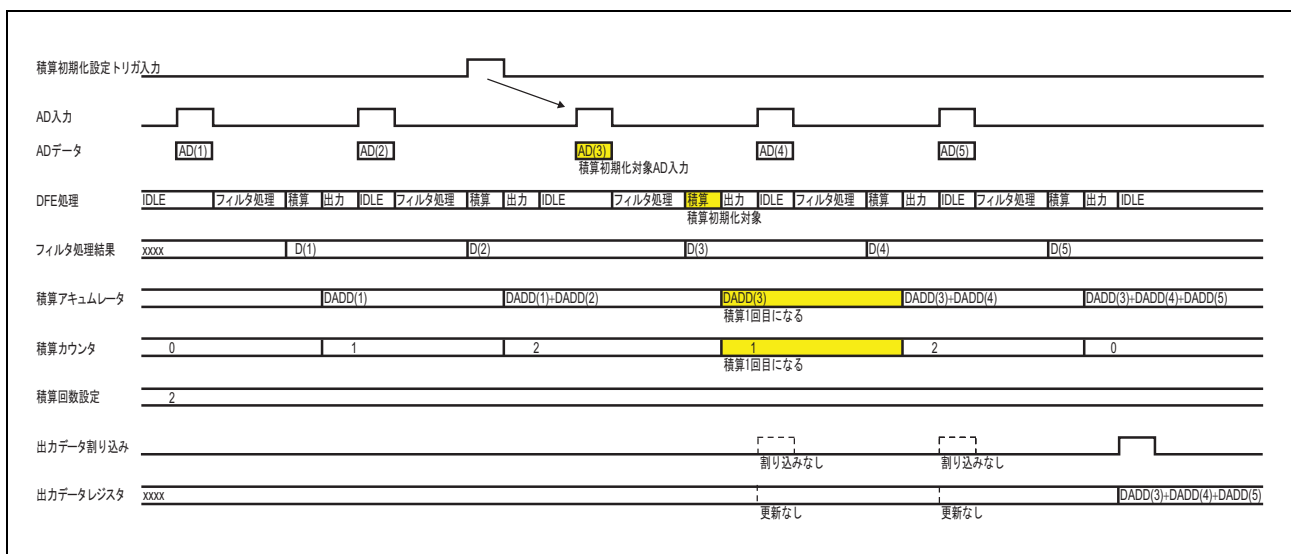 積算初期化設定トリガ入力
AD入力
ADデータ AD(1) AD(2) AD(3) AD(4) AD(5)
積算初期化対象AD入力
DFE処理 IDLE フィルタ処理 積算 出力 IDLE フィルタ処理 積算 出力 IDLE フィルタ処理 積算 出力 IDLE フィルタ処理 積算 出力 IDLE フィルタ処理 積算 出力 IDLE
積算初期化対象
フィルタ処理結果 xxxx D(1) D(2) D(3) D(4) D(5)
積算アキュムレータ DADD(1) DADD(1)+DADD(2) DADD(3) DADD(3)+DADD(4) DADD(3)+DADD(4)+DADD(5)
積算1回目になる
積算カウンタ 0 1 2 1 2 0
積算1回目になる
積算回数設定 2
出力データ割り込み
割り込みなし 割り込みなし
出力データレジスタ xxxx DADD(3)+DADD(4)+DADD(5)
更新なし 更新なし